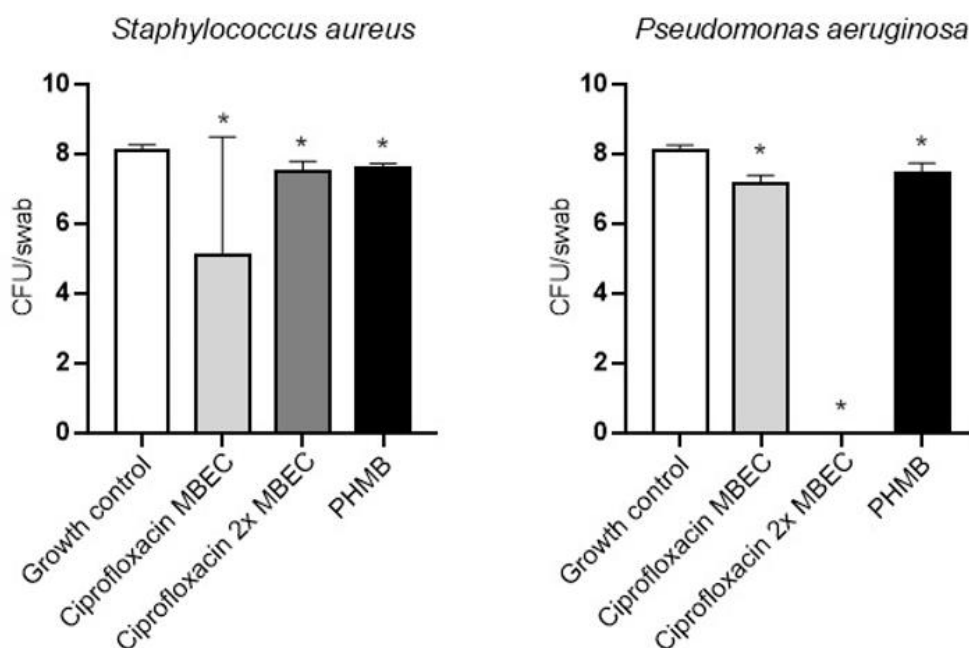 Staphylococcus aureus
CFU/swab
10
8
6
4
2
0
*
*
*
Growth control
Ciprofloxacin MBEC
Ciprofloxacin 2x MBEC
PHMB
Pseudomonas aeruginosa
CFU/swab
10
8
6
4
2
0
*
*
*
Growth control
Ciprofloxacin MBEC
Ciprofloxacin 2x MBEC
PHMB